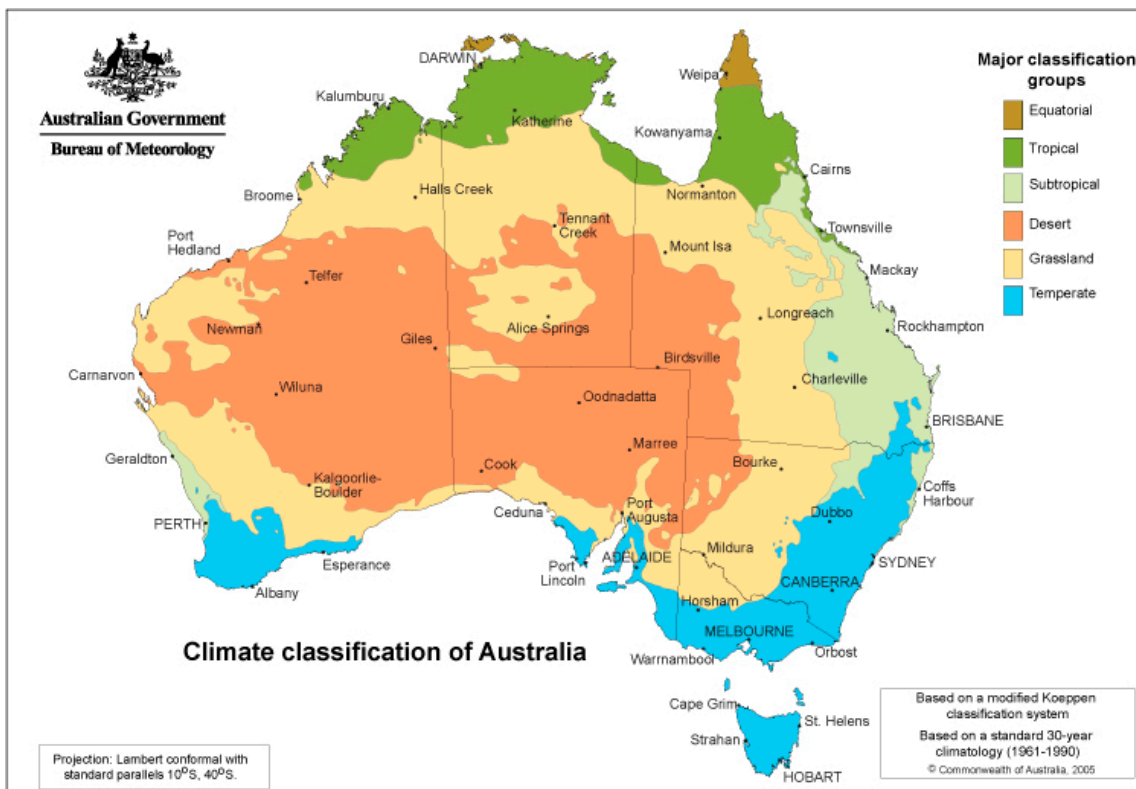 Australian Government
Bureau of Meteorology
Major classification
groups
Equatorial
Tropical
Subtropical
Desert
Grassland
Temperate
DARWIN
Weipa
Kalumburu
Katherine
Kowanyama
Cairns
Broome
Halls Creek
Normanton
Port
Hedland
Tennant
Creek
Townsville
Mount Isa
Telfer
Mackay
Newman
Alice Springs
Longreach
Rockhampton
Giles
Birdsville
Carnarvon
Wiluna
Charleville
Oodnadatta
BRISBANE
Marree
Geraldton
Cook
Bourke
Kalgoorlie-
Boulder
Coffs
Harbour
Ceduna
Port
Augusta
PERTH
Dubbo
Mildura
SYDNEY
Esperance
Port
Lincoln
ADELAIDE
Albany
CANBERRA
Horsham
MELBOURNE
Orbost
Warrnambool
Climate classification of Australia
Cape Grim
St. Helens
Strahan
HOBART
Based on a modified Koeppen
classification system
Based on a standard 30-year
climatology (1961-1990)
© Commonwealth of Australia, 2005
Projection: Lambert conformal with
standard parallels 10°S, 40°S.